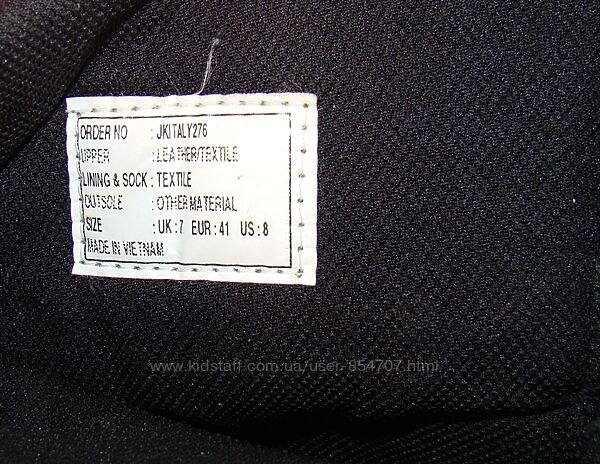 ORDER NO : JKITALY276
UPPER : LEATHER/TEXTILE
LINING & SOCK : TEXTILE
OUTSOLE : OTHER MATERIAL
SIZE : UK : 7 EUR : 41 US : 8
MADE IN VIETNAM
www.kidstaff.com.ua/user-854707.html